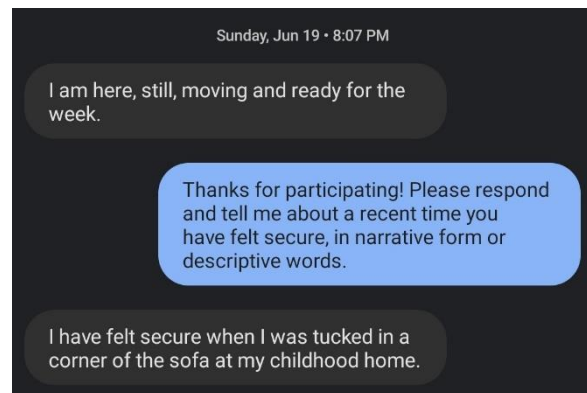 Sunday, Jun 19 • 8:07 PM
I am here, still, moving and ready for the
week.
Thanks for participating! Please respond
and tell me about a recent time you
have felt secure, in narrative form or
descriptive words.
I have felt secure when I was tucked in a
corner of the sofa at my childhood home.